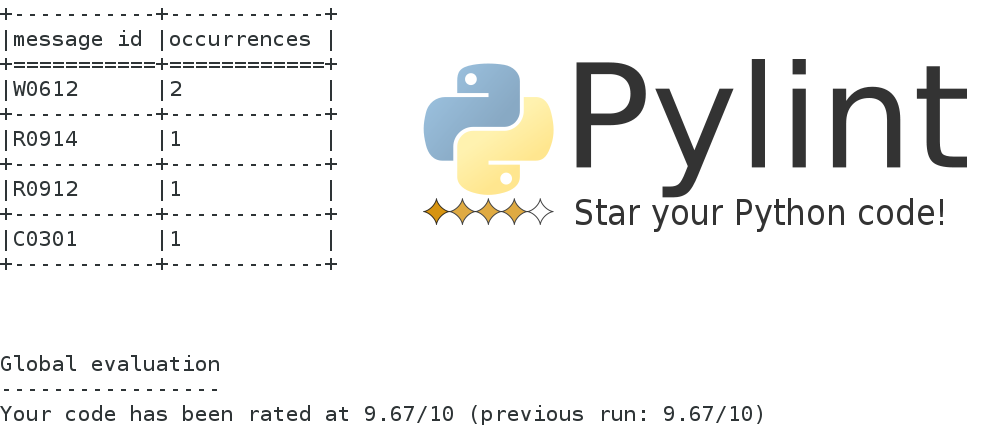 +-----------+------------+
|message id |occurrences |
+===========+============+
|W0612      |2           |
+-----------+------------+
|R0914      |1           |
+-----------+------------+
|R0912      |1           |
+-----------+------------+
|C0301      |1           |
+-----------+------------+
Pylint
Star your Python code!
Global evaluation
-----------------
Your code has been rated at 9.67/10 (previous run: 9.67/10)